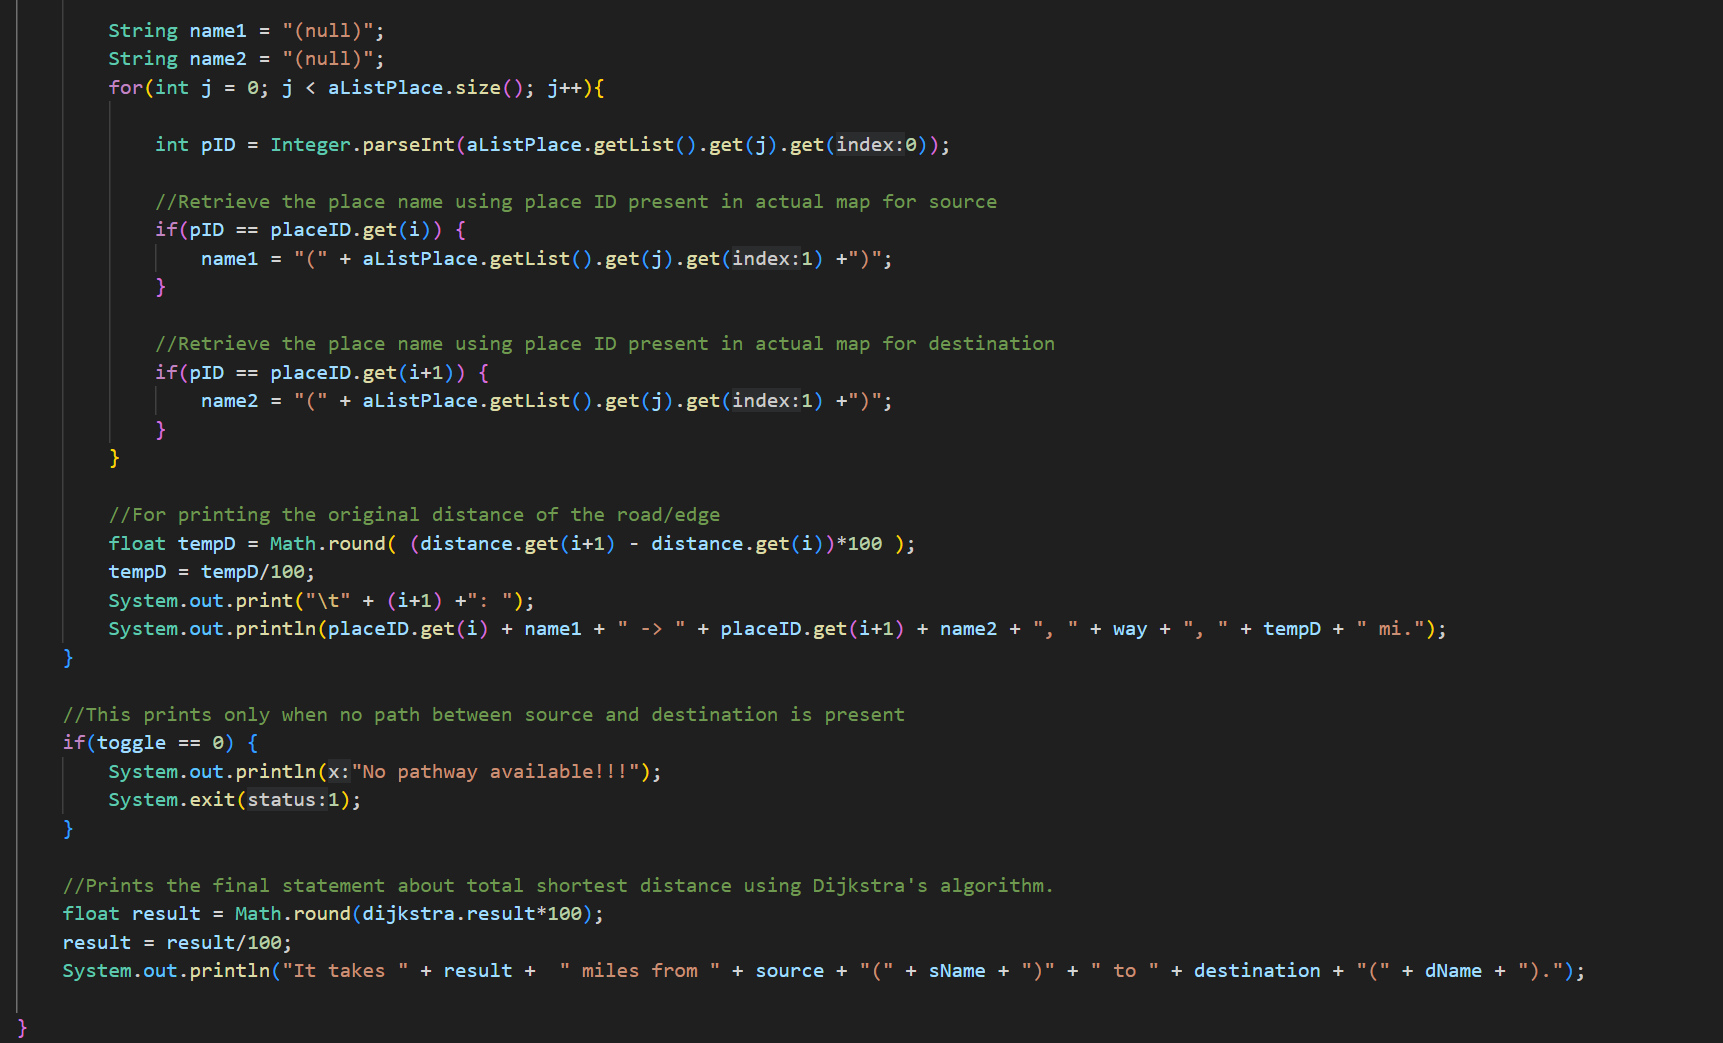 String name1 = "(null)";
String name2 = "(null)";
for(int j = 0; j < aListPlace.size(); j++){
int pID = Integer.parseInt(aListPlace.getList().get(j).get(index:0));
//Retrieve the place name using place ID present in actual map for source
if(pID == placeID.get(i)) {
name1 = "(" + aListPlace.getList().get(j).get(index:1) +")";
}
//Retrieve the place name using place ID present in actual map for destination
if(pID == placeID.get(i+1)) {
name2 = "(" + aListPlace.getList().get(j).get(index:1) +")";
}
}
//For printing the original distance of the road/edge
float tempD = Math.round( (distance.get(i+1) - distance.get(i))*100 );
tempD = tempD/100;
System.out.print("\t" + (i+1) +": ");
System.out.println(placeID.get(i) + name1 + " -> " + placeID.get(i+1) + name2 + ", " + way + ", " + tempD + " mi.");
}
//This prints only when no path between source and destination is present
if(toggle == 0) {
System.out.println(x:"No pathway available!!!");
System.exit(status:1);
}
//Prints the final statement about total shortest distance using Dijkstra's algorithm.
float result = Math.round(dijkstra.result*100);
result = result/100;
System.out.println("It takes " + result +  " miles from " + source + "(" + sName + ")" + " to " + destination + "(" + dName + ").");
}